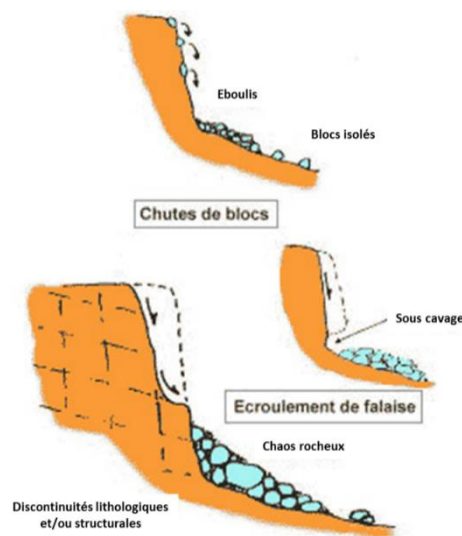 Eboulis
Blocs isolés
Chutes de blocs
Sous cavage
Ecroulement de falaise
Chaos rocheux
Discontinuités lithologiques
et/ou structurales